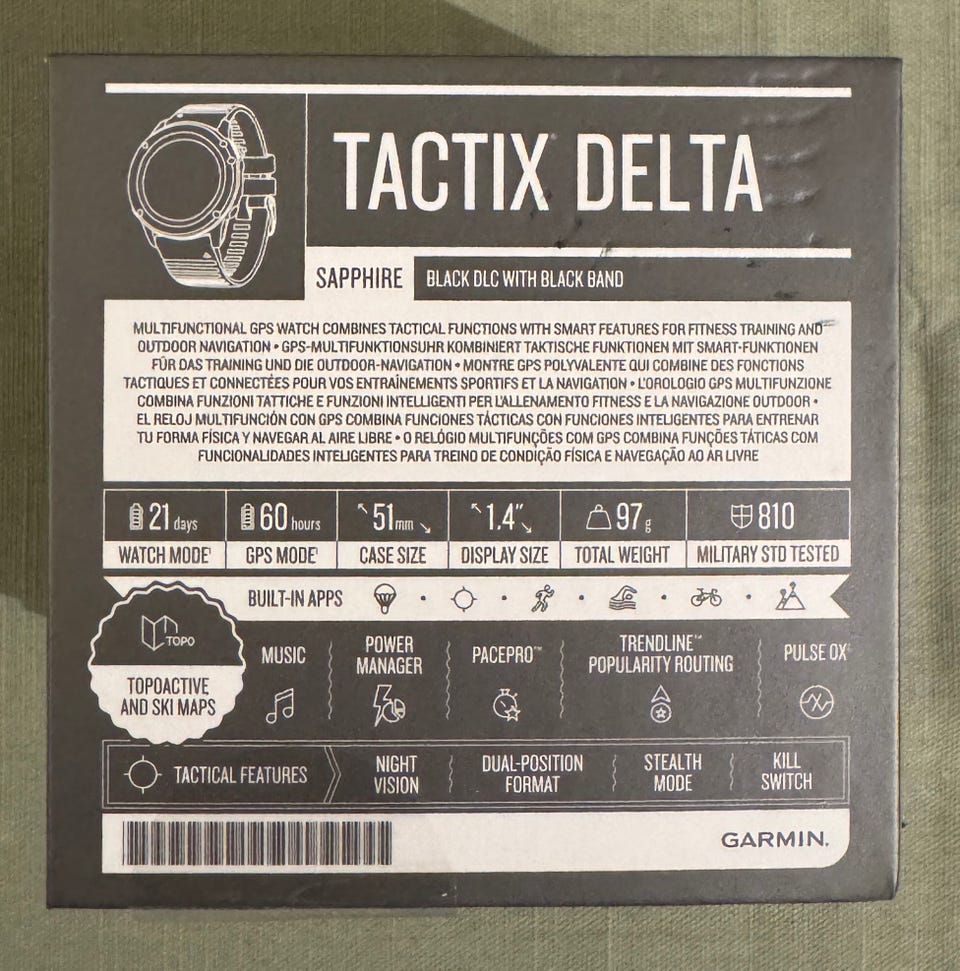 TACTIX® DELTA
SAPPHIRE
BLACK DLC WITH BLACK BAND
MULTIFUNCTIONAL GPS WATCH COMBINES TACTICAL FUNCTIONS WITH SMART FEATURES FOR FITNESS TRAINING AND
OUTDOOR NAVIGATION • GPS-MULTIFUNKTIONSUHR KOMBINIERT TAKTISCHE FUNKTIONEN MIT SMART-FUNKTIONEN
FÜR DAS TRAINING UND DIE OUTDOOR-NAVIGATION • MONTRE GPS POLYVALENTE QUI COMBINE DES FONCTIONS
TACTIQUES ET CONNECTÉES POUR VOS ENTRAÎNEMENTS SPORTIFS ET LA NAVIGATION • L'OROLOGIO GPS MULTIFUNZIONE
COMBINA FUNZIONI TATTICHE E FUNZIONI INTELLIGENTI PER L'ALLENAMENTO FITNESS E LA NAVIGAZIONE OUTDOOR •
EL RELOJ MULTIFUNCIÓN CON GPS COMBINA FUNCIONES TÁCTICAS CON FUNCIONES INTELIGENTES PARA ENTRENAR
TU FORMA FÍSICA Y NAVEGAR AL AIRE LIBRE • O RELÓGIO MULTIFUNÇÕES COM GPS COMBINA FUNÇÕES TÁTICAS COM
FUNCIONALIDADES INTELIGENTES PARA TREINO DE CONDIÇÃO FÍSICA E NAVEGAÇÃO AO AR LIVRE
21 days
WATCH MODE¹
60 hours
GPS MODE¹
51mm
CASE SIZE
1.4"
DISPLAY SIZE
97g
TOTAL WEIGHT
810
MILITARY STD TESTED
BUILT-IN APPS
TOPO
TOPOACTIVE
AND SKI MAPS
MUSIC
POWER
MANAGER
PACEPRO™
TRENDLINE™
POPULARITY ROUTING
PULSE OX²
TACTICAL FEATURES
NIGHT
VISION
DUAL-POSITION
FORMAT
STEALTH
MODE
KILL
SWITCH
GARMIN.